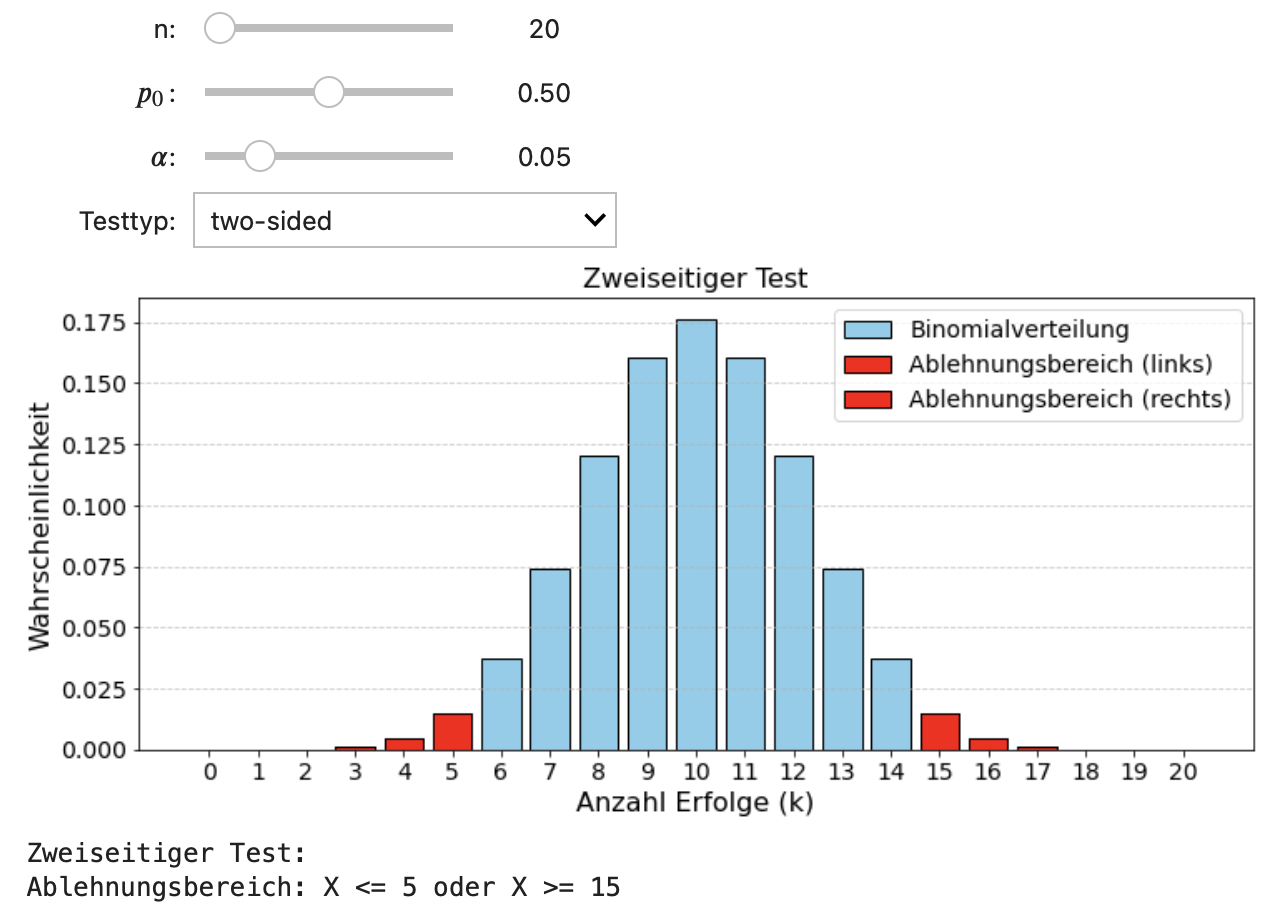 n: 20
p₀: 0.50
α: 0.05
Testtyp: two-sided
Zweiseitiger Test
Binomialverteilung
Ablehnungsbereich (links)
Ablehnungsbereich (rechts)
Wahrscheinlichkeit
0.175
0.150
0.125
0.100
0.075
0.050
0.025
0.000
0 1 2 3 4 5 6 7 8 9 10 11 12 13 14 15 16 17 18 19 20
Anzahl Erfolge (k)
Zweiseitiger Test:
Ablehnungsbereich: X <= 5 oder X >= 15